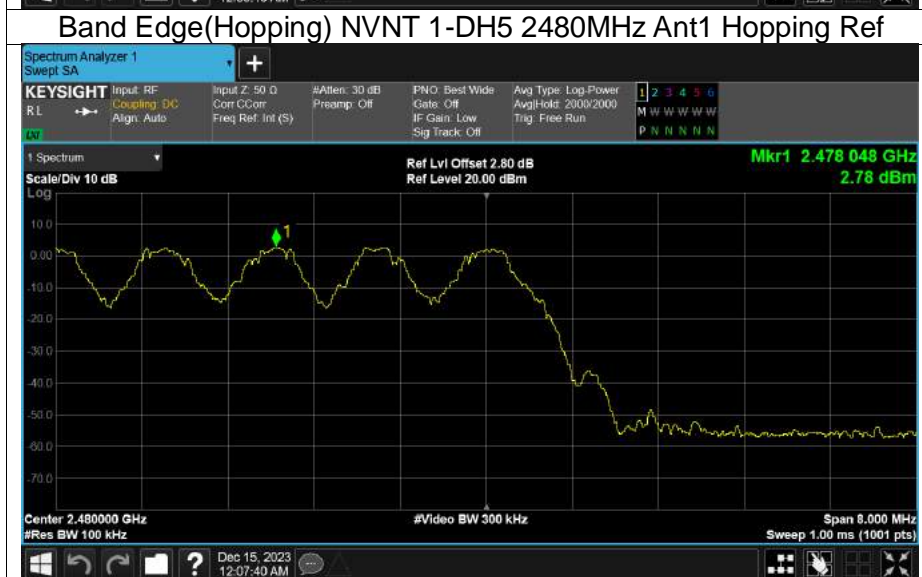 Band Edge(Hopping) NVNT 1-DH5 2480MHz Ant1 Hopping Ref
Spectrum Analyzer 1
Swept SA
+
KEYSIGHT
RL
Input: RF
Coupling: DC
Align: Auto
Input Z: 50 Ω
Corr CCorr
Freq Ref: Int (S)
#Atten: 30 dB
Preamp: Off
PNO: Best Wide
Gate: Off
IF Gain: Low
Sig Track: Off
Avg Type: Log-Power
Avg|Hold: 2000/2000
Trig: Free Run
1 2 3 4 5 6
M W W W W W
P N N N N N
1 Spectrum
Scale/Div 10 dB
Ref Lvl Offset 2.80 dB
Ref Level 20.00 dBm
Mkr1 2.478 048 GHz
2.78 dBm
Log
10.0
0.00
-10.0
-20.0
-30.0
-40.0
-50.0
-60.0
-70.0
1
Center 2.480000 GHz
#Res BW 100 kHz
#Video BW 300 kHz
Span 8.000 MHz
Sweep 1.00 ms (1001 pts)
?
Dec 15, 2023
12:07:40 AM